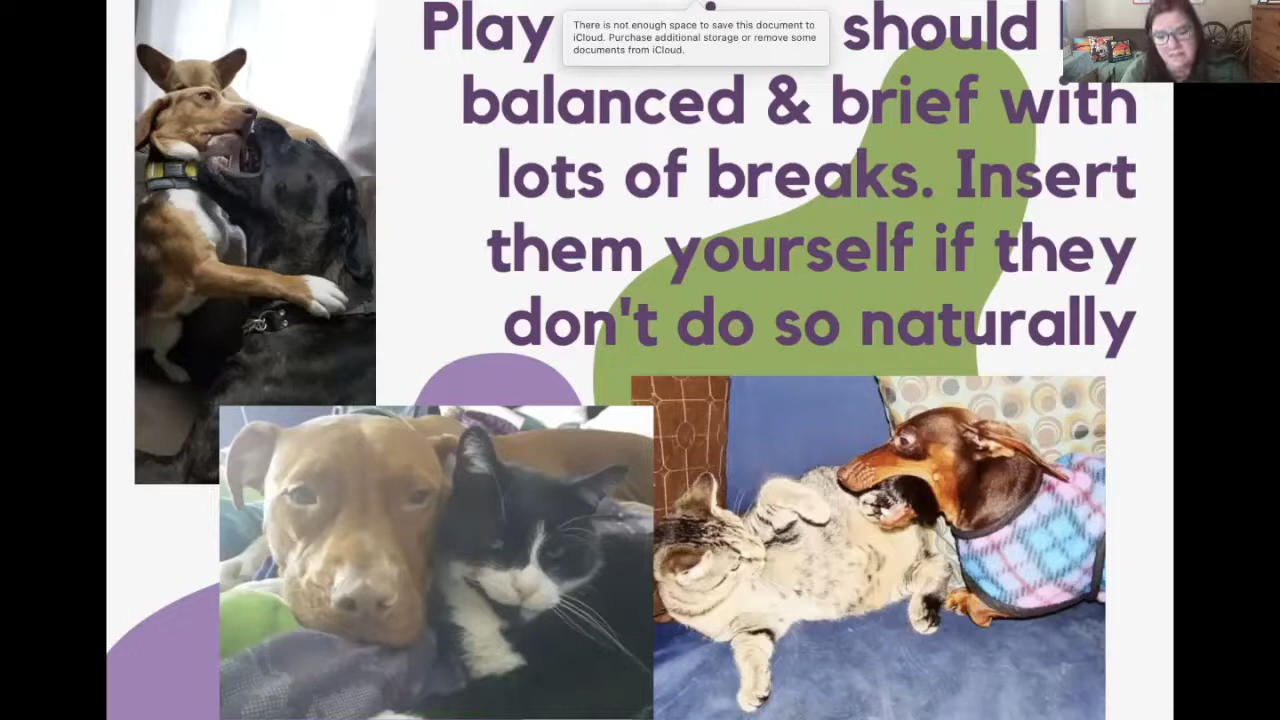 Play should
There is not enough space to save this document to
iCloud. Purchase additional storage or remove some
documents from iCloud.
balanced & brief with
lots of breaks. Insert
them yourself if they
don't do so naturally